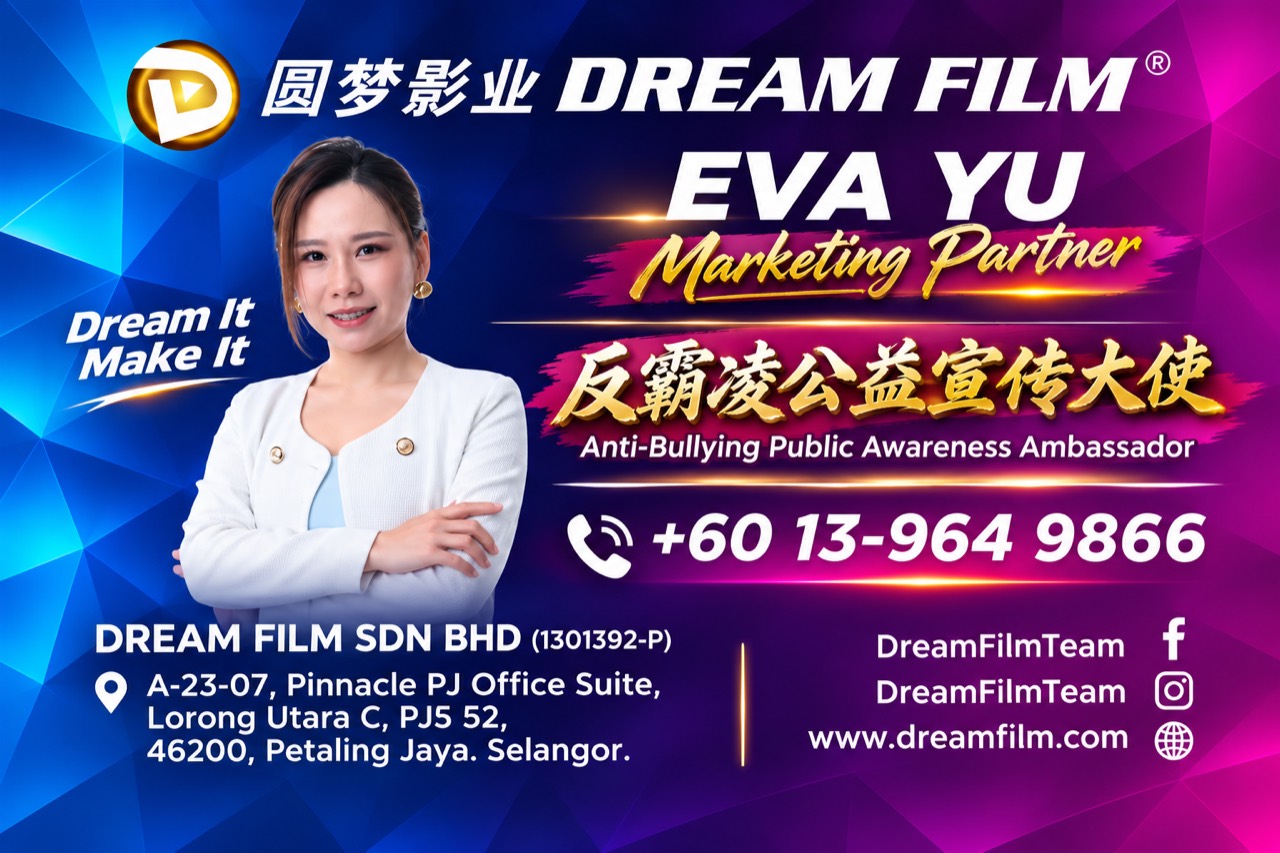 圆梦影业 DREAM FILM®
EVA YU
Marketing Partner
Dream It
Make It
反霸凌公益宣传大使
Anti-Bullying Public Awareness Ambassador
+60 13-964 9866
DREAM FILM SDN BHD (1301392-P)
A-23-07, Pinnacle PJ Office Suite,
Lorong Utara C, PJ5 52,
46200, Petaling Jaya. Selangor.
DreamFilmTeam
DreamFilmTeam
www.dreamfilm.com